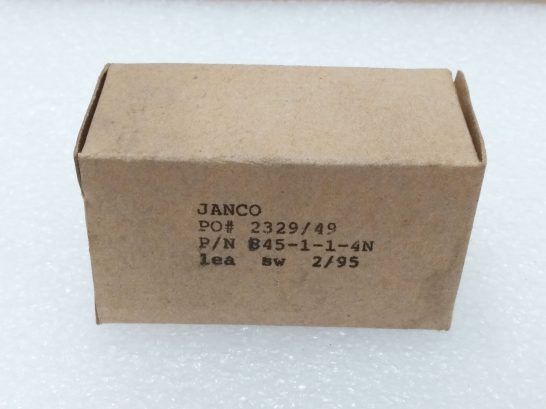 JANCO
PO# 2329/49
P/N B45-1-1-4N
1ea sw 2/95